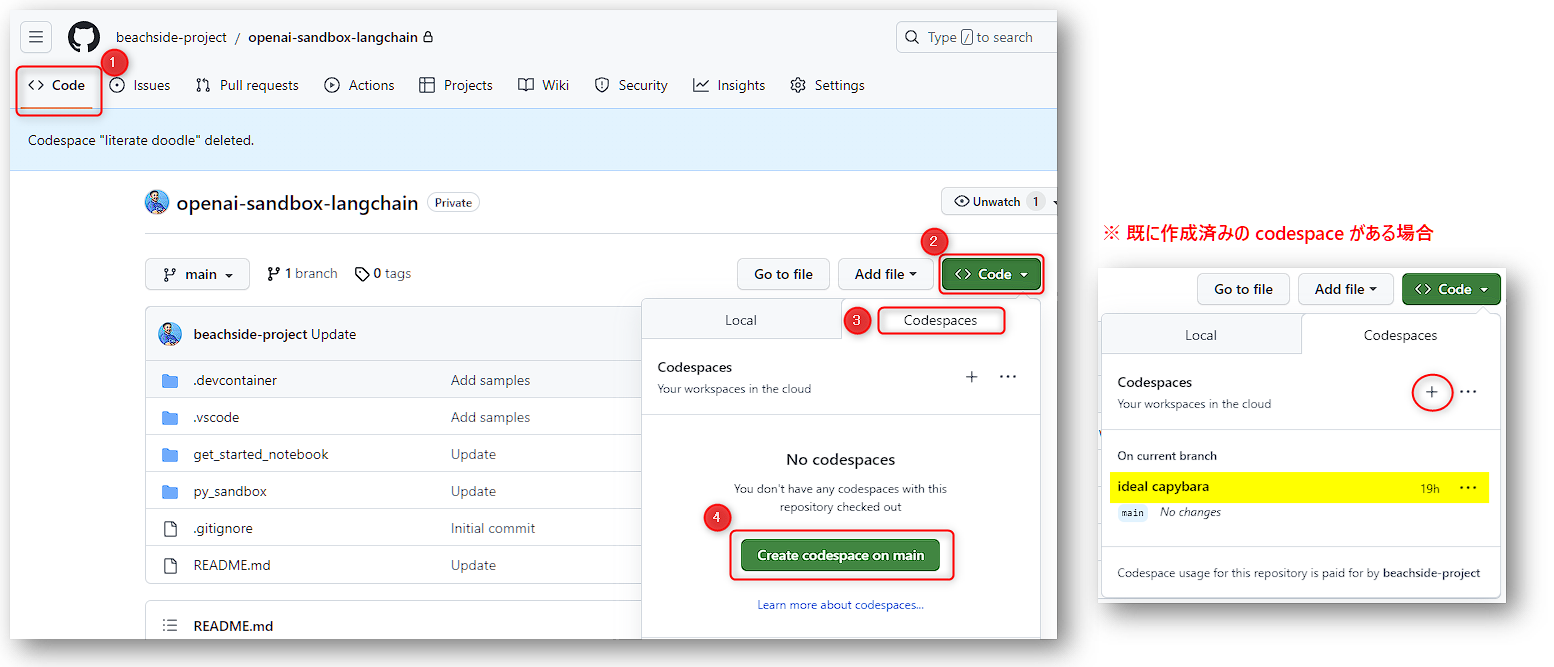 beachside-project / openai-sandbox-langchain
Type / to search
1
Code
Issues
Pull requests
Actions
Projects
Wiki
Security
Insights
Settings
Codespace "literate doodle" deleted.
openai-sandbox-langchain Private
Unwatch 1
2
main
1 branch
0 tags
Go to file
Add file
Code
beachside-project Update
.devcontainer Add samples
.vscode Add samples
get_started_notebook Update
py_sandbox Update
.gitignore Initial commit
README.md Update
README.md
Local
3
Codespaces
Codespaces
Your workspaces in the cloud
No codespaces
You don't have any codespaces with this
repository checked out
4
Create codespace on main
Learn more about codespaces...
※ 既に作成済みの codespace がある場合
Go to file
Add file
Code
Local
Codespaces
Codespaces
Your workspaces in the cloud
On current branch
ideal capybara 19h
main No changes
Codespace usage for this repository is paid for by beachside-project